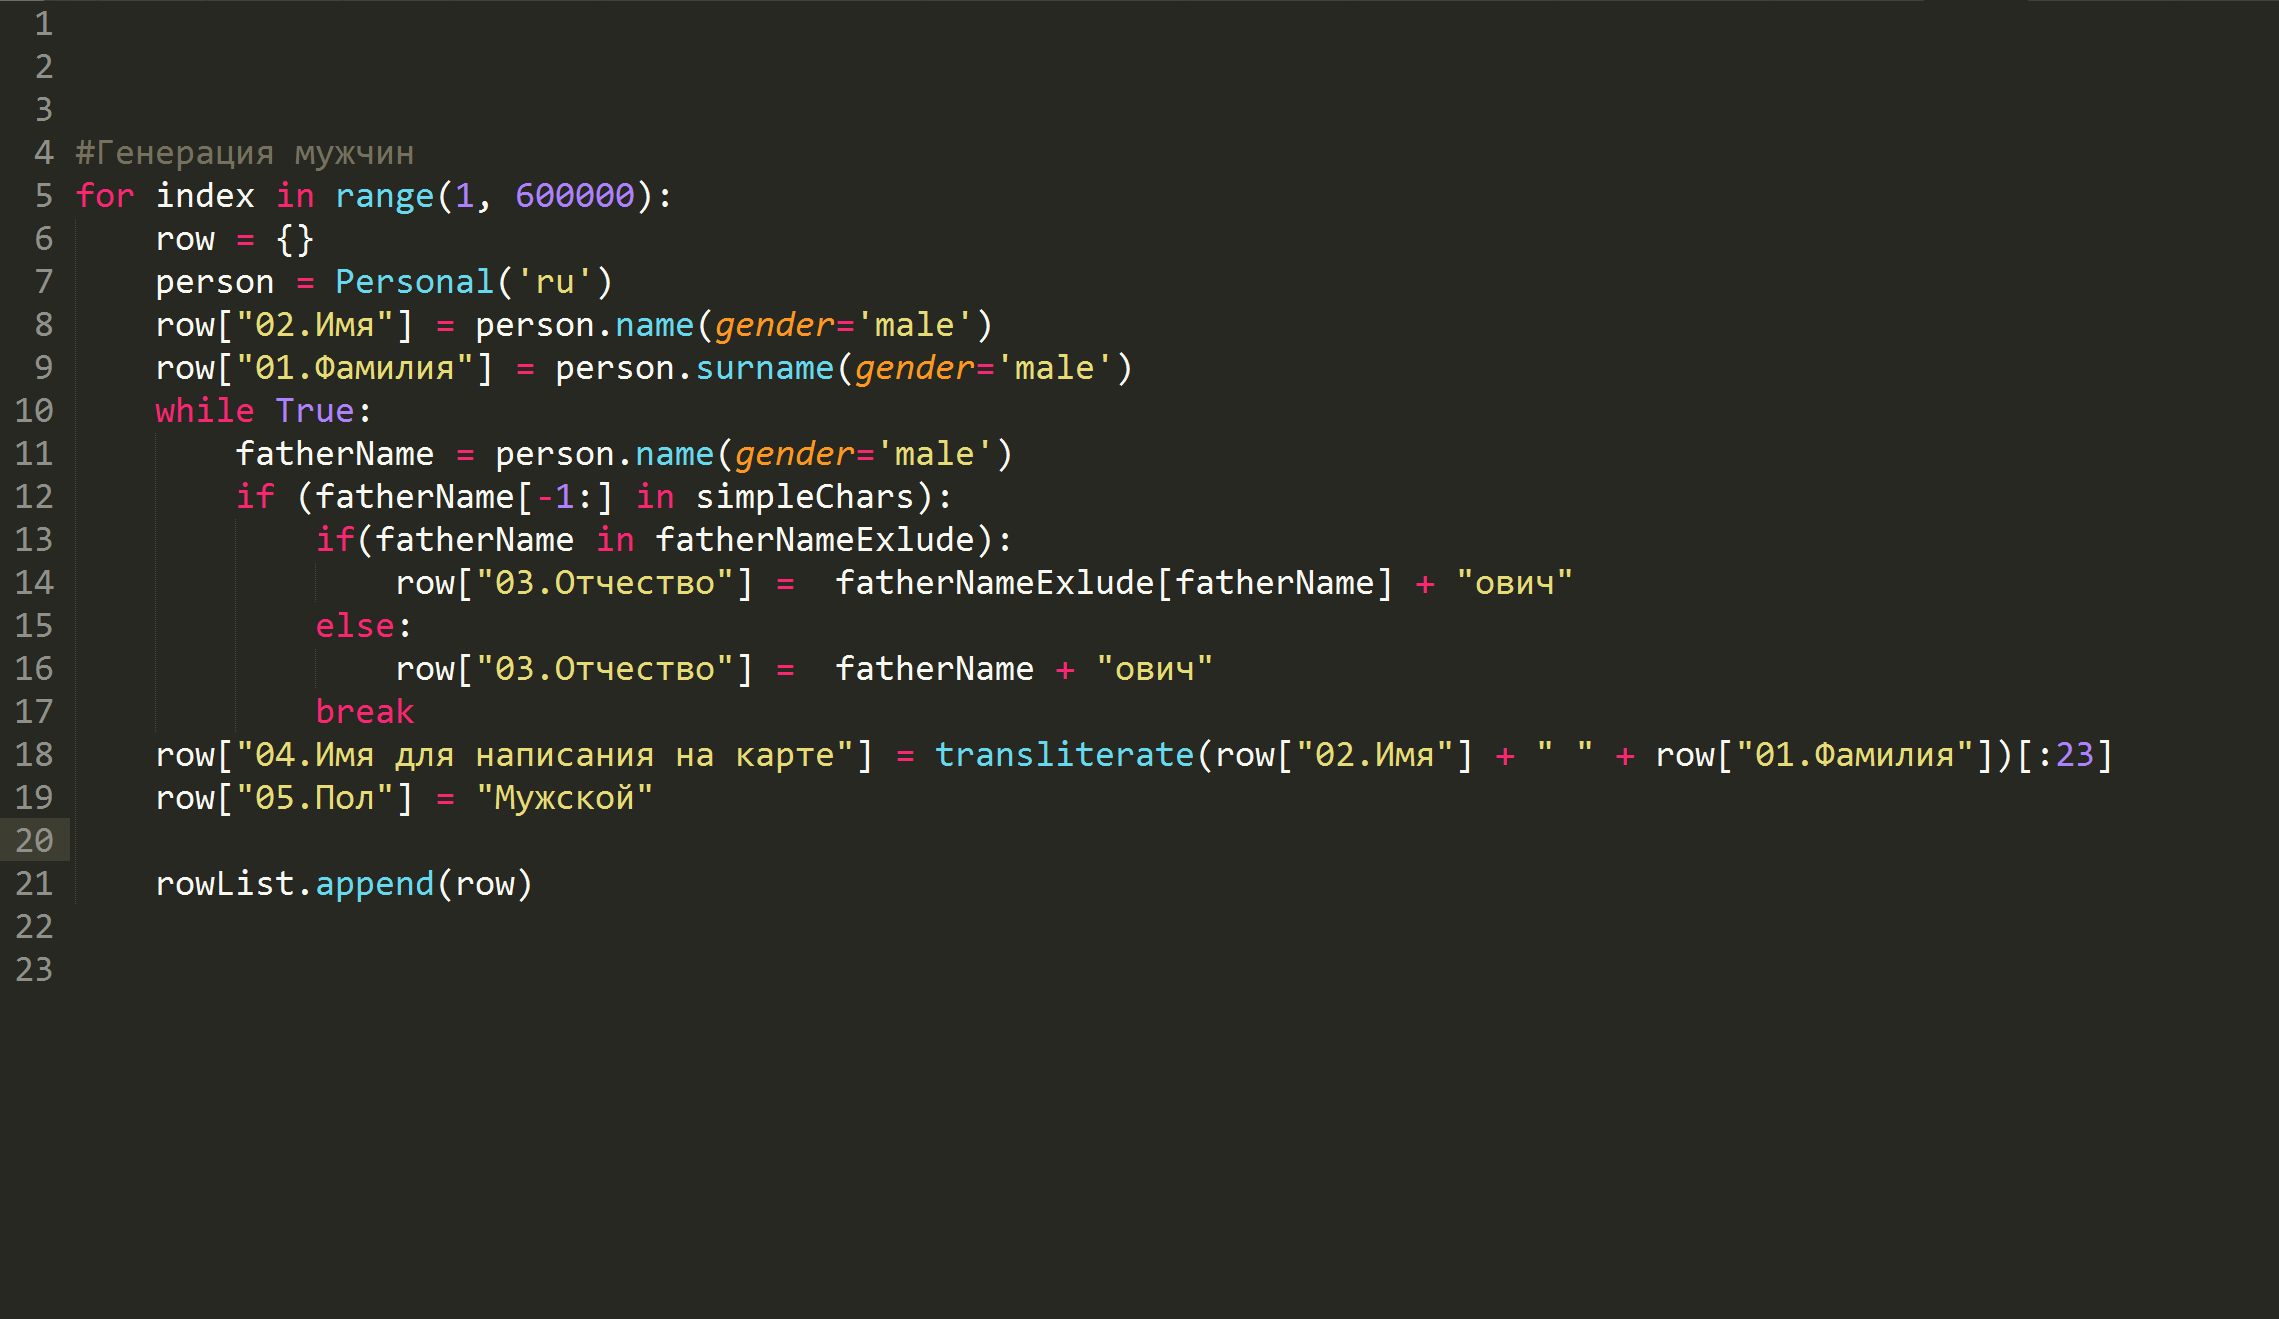 1
2
3
4 #Генерация мужчин
5 for index in range(1, 600000):
6     row = {}
7     person = Personal('ru')
8     row["02.Имя"] = person.name(gender='male')
9     row["01.Фамилия"] = person.surname(gender='male')
10     while True:
11         fatherName = person.name(gender='male')
12         if (fatherName[-1:] in simpleChars):
13             if(fatherName in fatherNameExlude):
14                 row["03.Отчество"] =  fatherNameExlude[fatherName] + "ович"
15             else:
16                 row["03.Отчество"] =  fatherName + "ович"
17             break
18     row["04.Имя для написания на карте"] = transliterate(row["02.Имя"] + " " + row["01.Фамилия"])[:23]
19     row["05.Пол"] = "Мужской"
20
21     rowList.append(row)
22
23